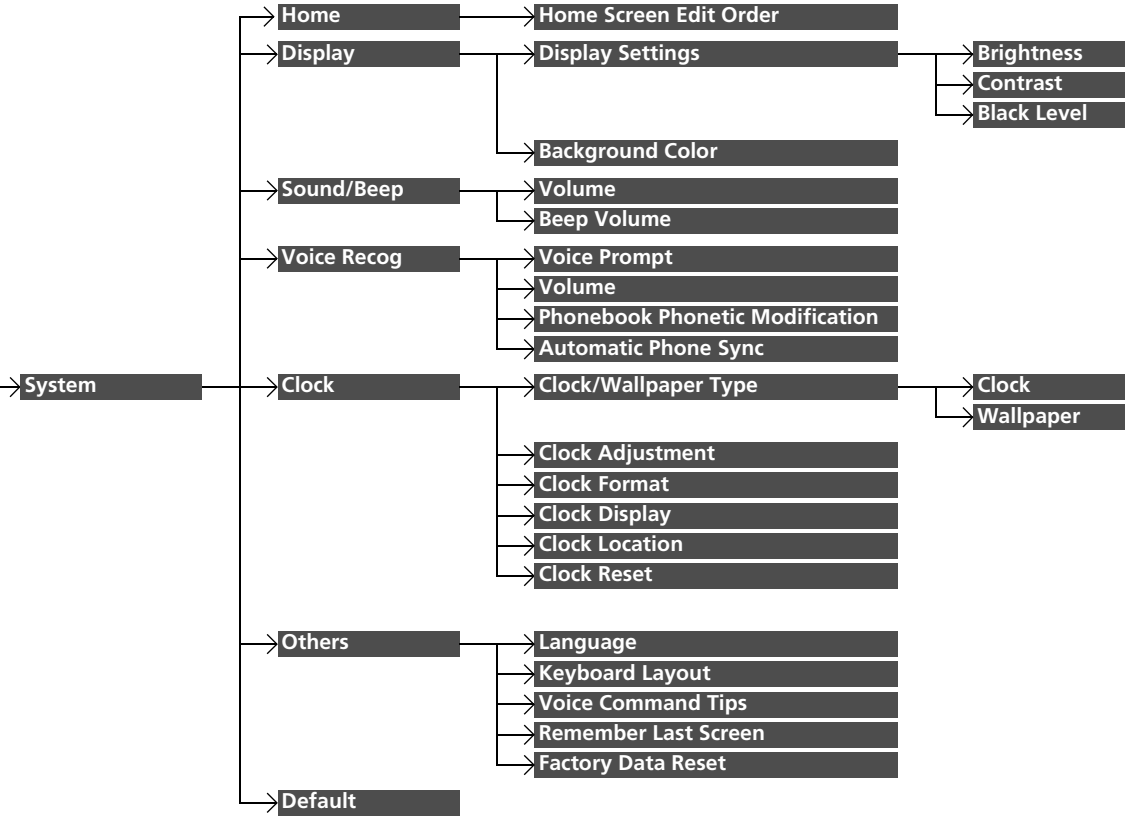 Home
Home Screen Edit Order
Display
Display Settings
Brightness
Contrast
Black Level
Background Color
Sound/Beep
Volume
Beep Volume
Voice Recog
Voice Prompt
Volume
Phonebook Phonetic Modification
Automatic Phone Sync
System
Clock
Clock/Wallpaper Type
Clock
Wallpaper
Clock Adjustment
Clock Format
Clock Display
Clock Location
Clock Reset
Others
Language
Keyboard Layout
Voice Command Tips
Remember Last Screen
Factory Data Reset
Default